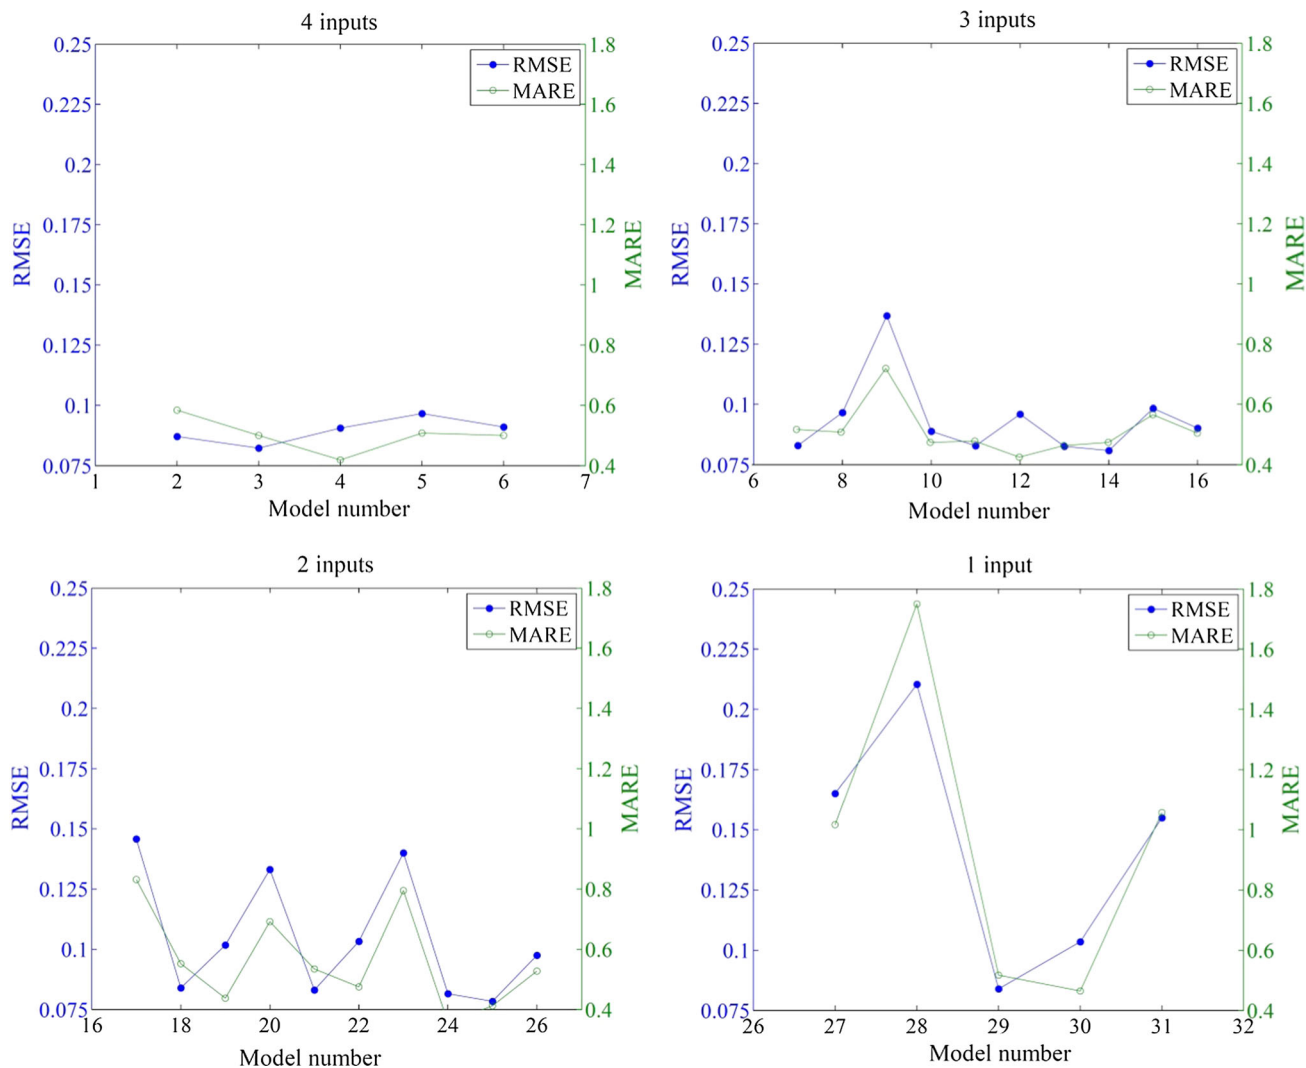 4 inputs
0.25
0.225
0.2
0.175
0.15
0.125
0.1
0.075
RMSE
1.8
1.6
1.4
1.2
1
0.8
0.6
0.4
MARE
RMSE
MARE
1 2 3 4 5 6 7
Model number
3 inputs
0.25
0.225
0.2
0.175
0.15
0.125
0.1
0.075
RMSE
1.8
1.6
1.4
1.2
1
0.8
0.6
0.4
MARE
RMSE
MARE
6 8 10 12 14 16
Model number
2 inputs
0.25
0.225
0.2
0.175
0.15
0.125
0.1
0.075
RMSE
1.8
1.6
1.4
1.2
1
0.8
0.6
0.4
MARE
RMSE
MARE
16 18 20 22 24 26
Model number
1 input
0.25
0.225
0.2
0.175
0.15
0.125
0.1
0.075
RMSE
1.8
1.6
1.4
1.2
1
0.8
0.6
0.4
MARE
RMSE
MARE
26 27 28 29 30 31 32
Model number